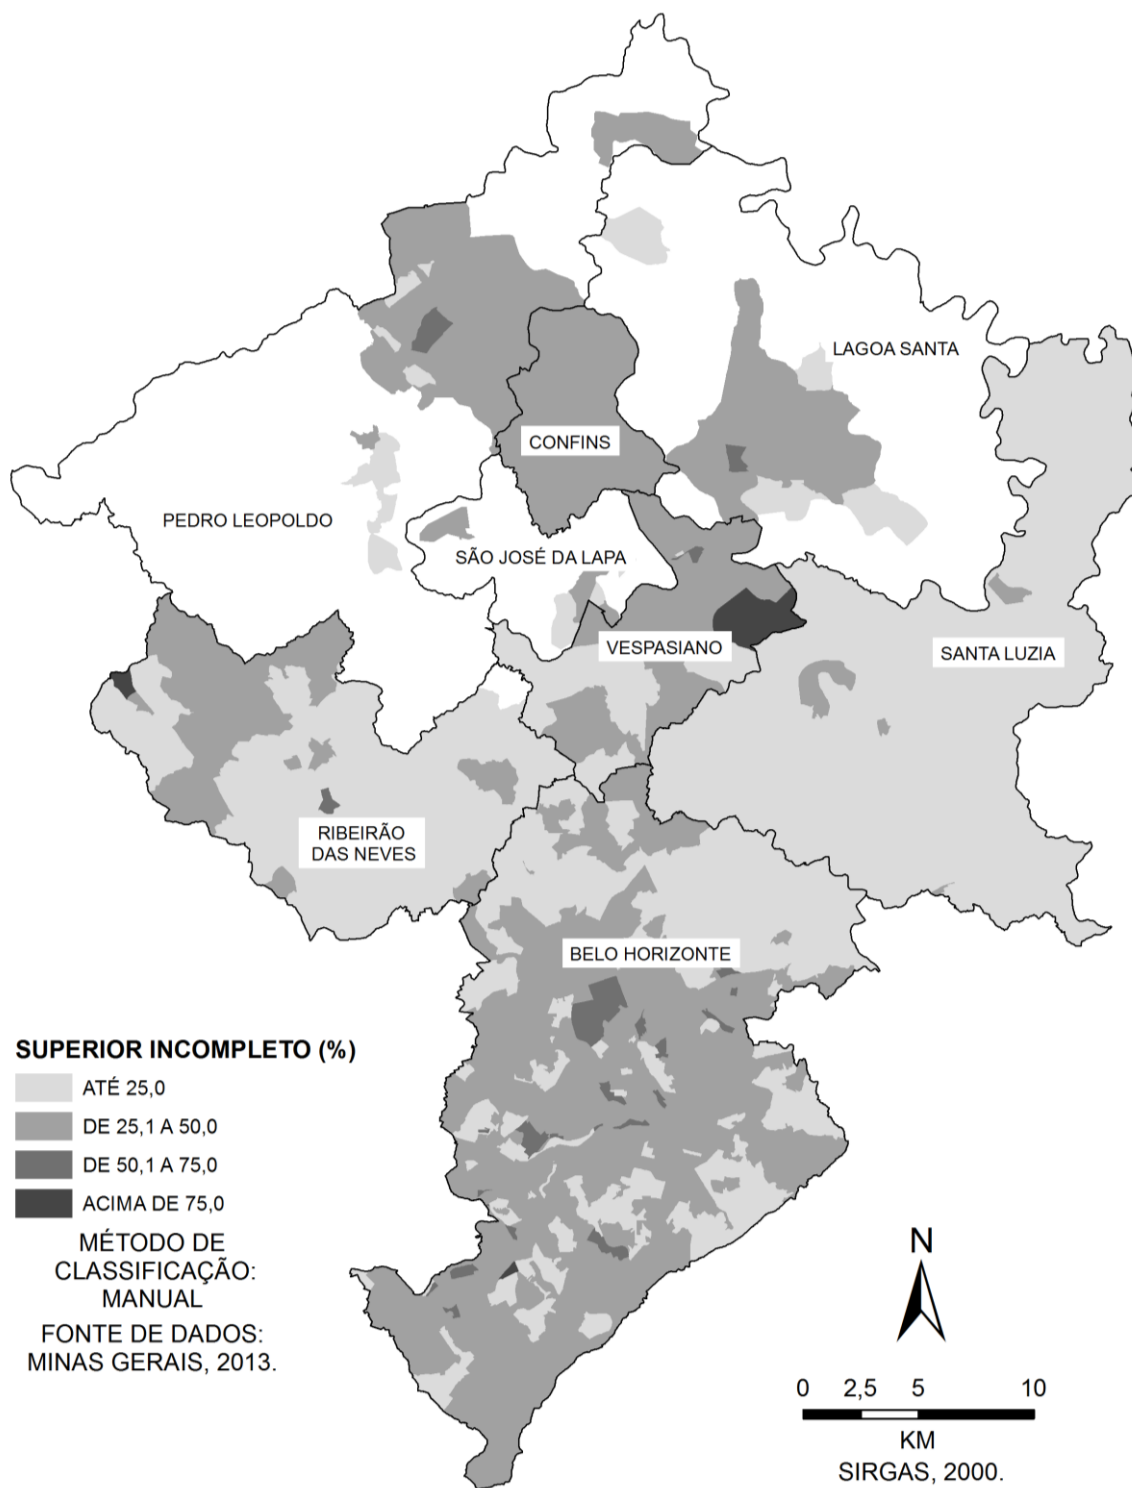 LAGOA SANTA
CONFINS
PEDRO LEOPOLDO
SÃO JOSÉ DA LAPA
VESPASIANO
SANTA LUZIA
RIBEIRÃO
DAS NEVES
BELO HORIZONTE
SUPERIOR INCOMPLETO (%)
ATÉ 25,0
DE 25,1 A 50,0
DE 50,1 A 75,0
ACIMA DE 75,0
MÉTODO DE
CLASSIFICAÇÃO:
MANUAL
FONTE DE DADOS:
MINAS GERAIS, 2013.
N
0 2,5 5 10
KM
SIRGAS, 2000.